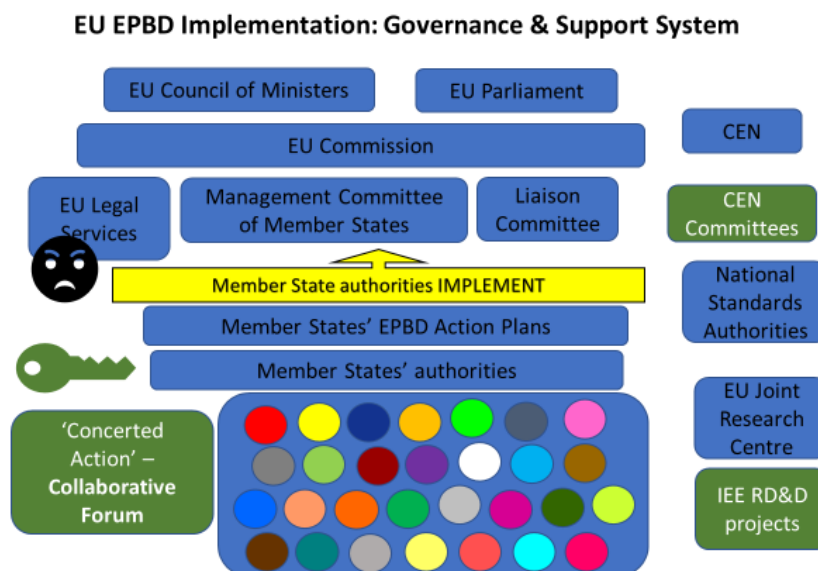 EU EPBD Implementation: Governance & Support System
EU Council of Ministers
EU Parliament
EU Commission
CEN
EU Legal
Services
Management Committee
of Member States
Liaison
Committee
CEN
Committees
Member State authorities IMPLEMENT
National
Standards
Authorities
Member States’ EPBD Action Plans
Member States’ authorities
EU Joint
Research
Centre
‘Concerted
Action’ –
Collaborative
Forum
IEE RD&D
projects